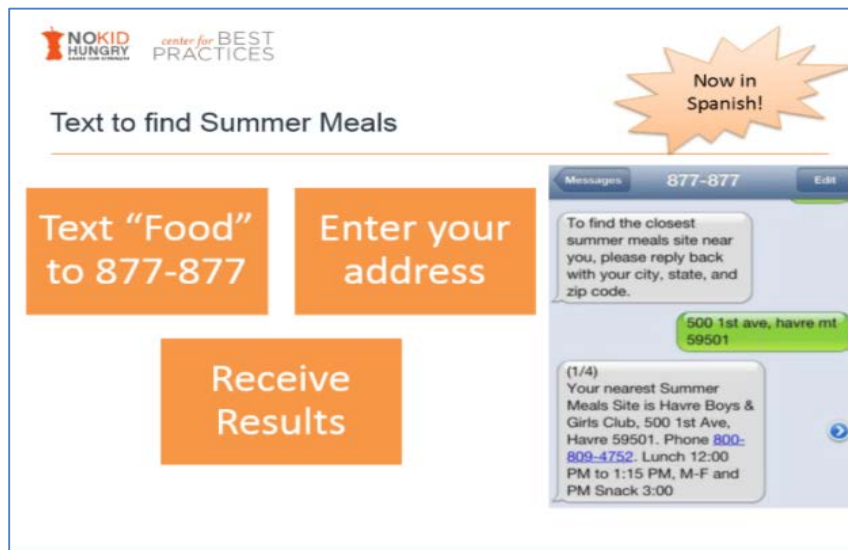 NOKID
HUNGRY
SHARE OUR STRENGTH
center for BEST
PRACTICES
Now in
Spanish!
Text to find Summer Meals
Text “Food”
to 877-877
Enter your
address
Receive
Results
Messages
877-877
Edit
To find the closest
summer meals site near
you, please reply back
with your city, state, and
zip code.
500 1st ave, havre mt
59501
(1/4)
Your nearest Summer
Meals Site is Havre Boys &
Girls Club, 500 1st Ave,
Havre 59501. Phone 800-
809-4752. Lunch 12:00
PM to 1:15 PM, M-F and
PM Snack 3:00